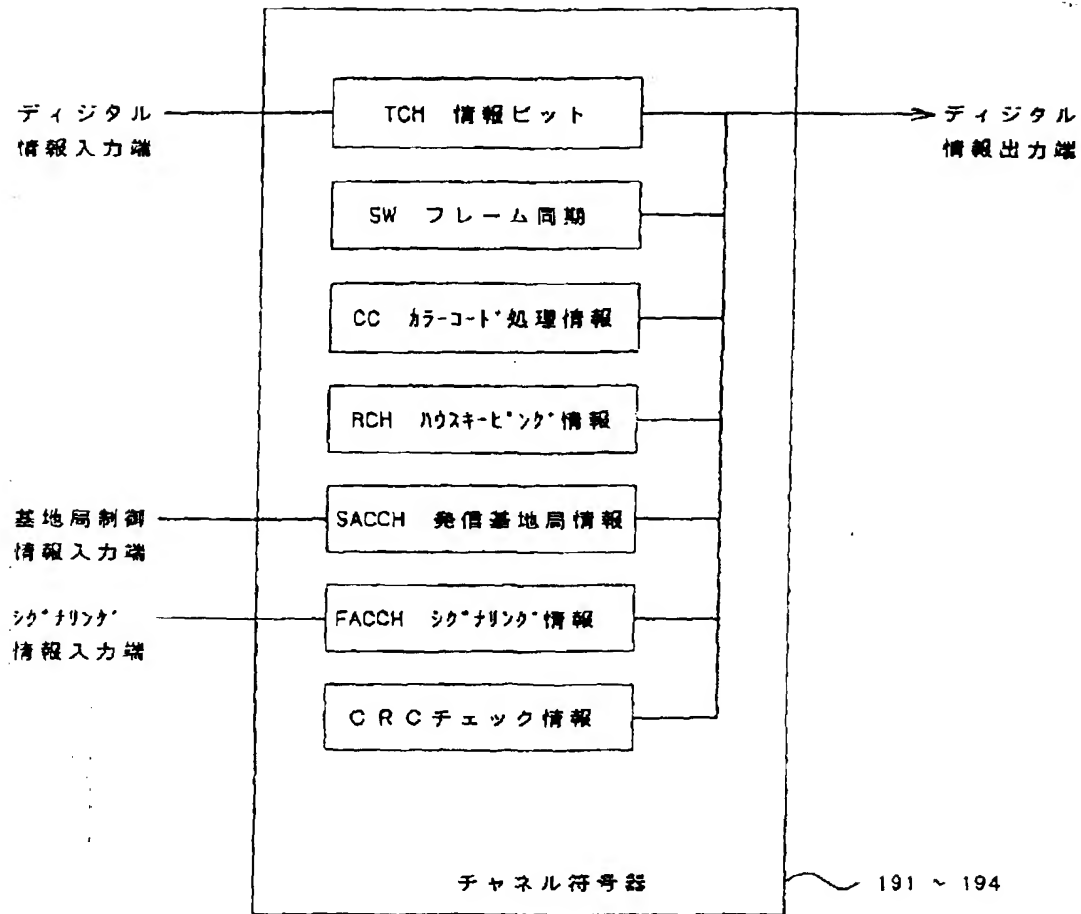 TCH 情報ビット
ディジタル
情報入力端
ディジタル
情報出力端
SW フレーム同期
CC カラーコード処理情報
RCH ハウスキーピング情報
基地局制御
情報入力端
SACCH 発信基地局情報
シグナリング
情報入力端
FACCH シグナリング情報
CRCチェック情報
チャネル符号器
191 ~ 194